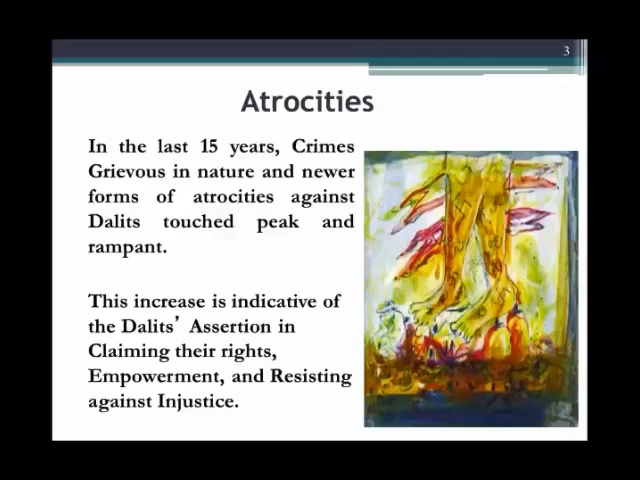 3
Atrocities
In the last 15 years, Crimes
Grievous in nature and newer
forms of atrocities against
Dalits touched peak and
rampant.
This increase is indicative of
the Dalits’ Assertion in
Claiming their rights,
Empowerment, and Resisting
against Injustice.